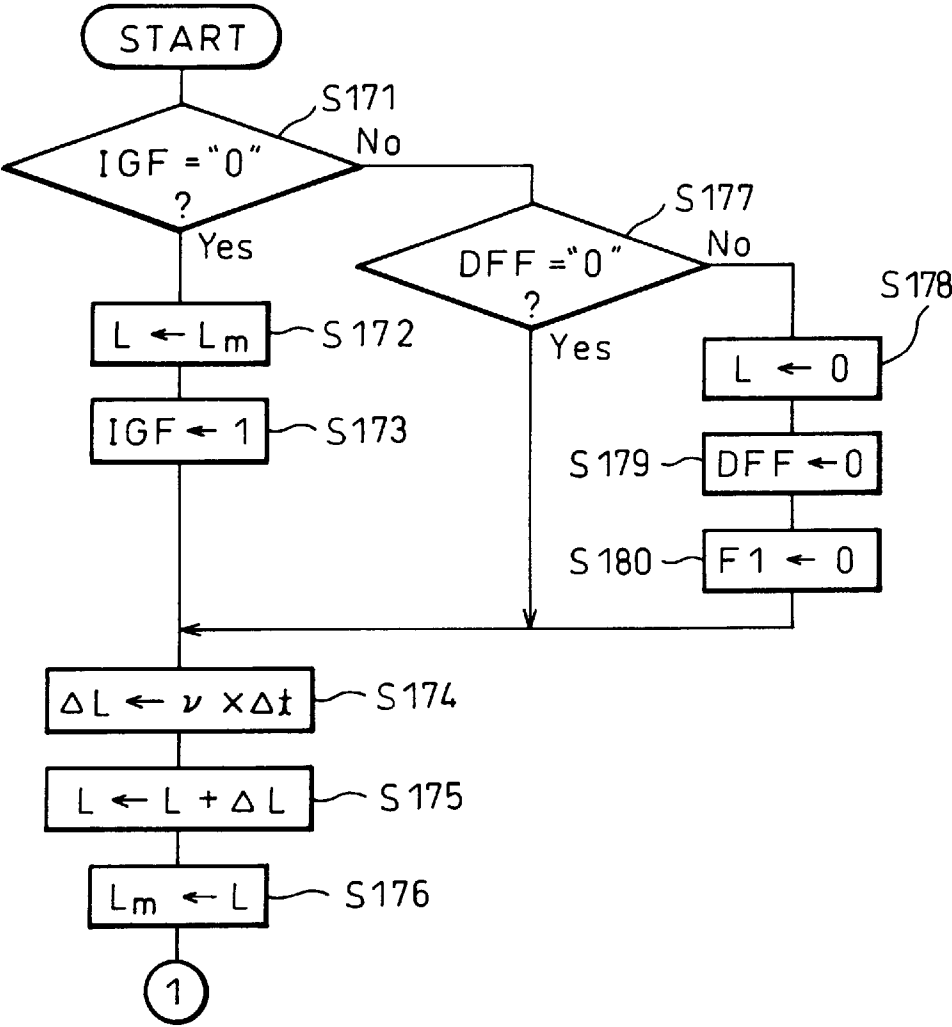 START
S171
IGF = "0"
?
No
Yes
S177
DFF = "0"
?
No
Yes
S178
L ← Lm
S172
L ← 0
IGF ← 1
S173
S179
DFF ← 0
S180
F1 ← 0
ΔL ← ν × Δt
S174
L ← L + ΔL
S175
Lm ← L
S176
1